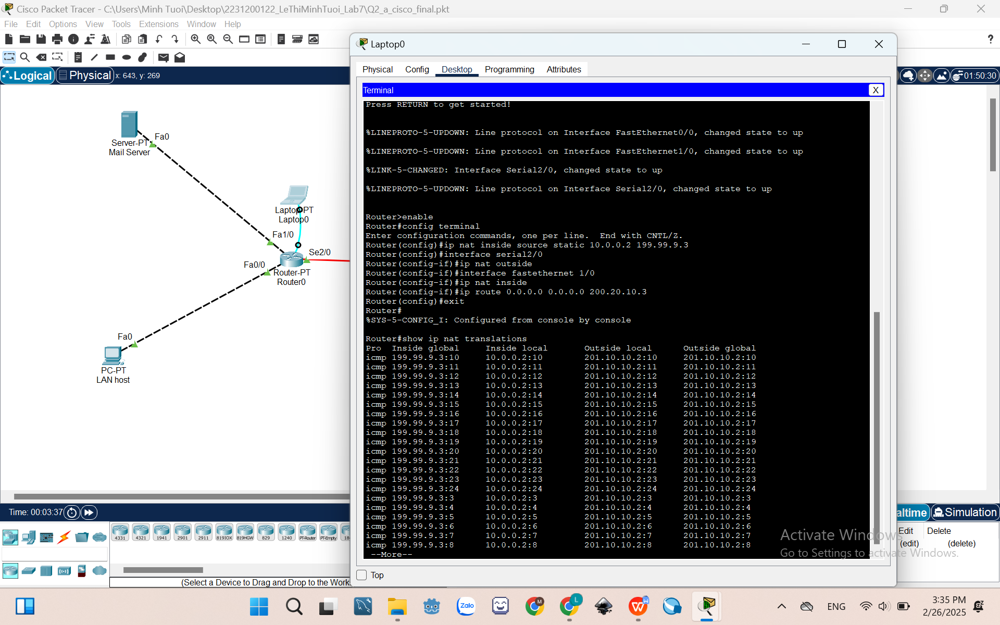 Cisco Packet Tracer - C:\Users\Minh Tuoi\Desktop\2231200122_LeThiMinhTuoi_Lab7\Q2_a_cisco_final.pkt
File Edit Options View Tools Extensions Window Help
?
Logical Physical x: 643, y: 269
01:50:30
Fa0
Server-PT
Mail Server
Laptop-PT
Laptop0
Fa1/0
Se2/0
Fa0/0
Router-PT
Router0
Fa0
PC-PT
LAN host
Laptop0
Physical Config Desktop Programming Attributes
Terminal
X
Press RETURN to get started!
%LINEPROTO-5-UPDOWN: Line protocol on Interface FastEthernet0/0, changed state to up
%LINEPROTO-5-UPDOWN: Line protocol on Interface FastEthernet1/0, changed state to up
%LINK-5-CHANGED: Interface Serial2/0, changed state to up
%LINEPROTO-5-UPDOWN: Line protocol on Interface Serial2/0, changed state to up
Router>enable
Router#config terminal
Enter configuration commands, one per line.  End with CNTL/Z.
Router(config)#ip nat inside source static 10.0.0.2 199.99.9.3
Router(config)#interface serial2/0
Router(config-if)#ip nat outside
Router(config-if)#interface fastethernet 1/0
Router(config-if)#ip nat inside
Router(config-if)#ip route 0.0.0.0 0.0.0.0 200.20.10.3
Router(config)#exit
Router#
%SYS-5-CONFIG_I: Configured from console by console
Router#show ip nat translations
Pro  Inside global     Inside local       Outside local      Outside global
icmp 199.99.9.3:10     10.0.0.2:10        201.10.10.2:10     201.10.10.2:10
icmp 199.99.9.3:11     10.0.0.2:11        201.10.10.2:11     201.10.10.2:11
icmp 199.99.9.3:12     10.0.0.2:12        201.10.10.2:12     201.10.10.2:12
icmp 199.99.9.3:13     10.0.0.2:13        201.10.10.2:13     201.10.10.2:13
icmp 199.99.9.3:14     10.0.0.2:14        201.10.10.2:14     201.10.10.2:14
icmp 199.99.9.3:15     10.0.0.2:15        201.10.10.2:15     201.10.10.2:15
icmp 199.99.9.3:16     10.0.0.2:16        201.10.10.2:16     201.10.10.2:16
icmp 199.99.9.3:17     10.0.0.2:17        201.10.10.2:17     201.10.10.2:17
icmp 199.99.9.3:18     10.0.0.2:18        201.10.10.2:18     201.10.10.2:18
icmp 199.99.9.3:19     10.0.0.2:19        201.10.10.2:19     201.10.10.2:19
icmp 199.99.9.3:20     10.0.0.2:20        201.10.10.2:20     201.10.10.2:20
icmp 199.99.9.3:21     10.0.0.2:21        201.10.10.2:21     201.10.10.2:21
icmp 199.99.9.3:22     10.0.0.2:22        201.10.10.2:22     201.10.10.2:22
icmp 199.99.9.3:23     10.0.0.2:23        201.10.10.2:23     201.10.10.2:23
icmp 199.99.9.3:24     10.0.0.2:24        201.10.10.2:24     201.10.10.2:24
icmp 199.99.9.3:3      10.0.0.2:3         201.10.10.2:3      201.10.10.2:3
icmp 199.99.9.3:4      10.0.0.2:4         201.10.10.2:4      201.10.10.2:4
icmp 199.99.9.3:5      10.0.0.2:5         201.10.10.2:5      201.10.10.2:5
icmp 199.99.9.3:6      10.0.0.2:6         201.10.10.2:6      201.10.10.2:6
icmp 199.99.9.3:7      10.0.0.2:7         201.10.10.2:7      201.10.10.2:7
icmp 199.99.9.3:8      10.0.0.2:8         201.10.10.2:8      201.10.10.2:8
--More--
Top
Time: 00:03:37
altime Simulation
Edit Delete
(edit) (delete)
Activate Windows
Go to Settings to activate Windows.
4331 4321 1941 2901 2911 819IOX 819HGW 829 1240 PT-Router PT-Empty 18
(Select a Device to Drag and Drop to the Work
Zalo
M
L
W
ENG
3:35 PM
2/26/2025